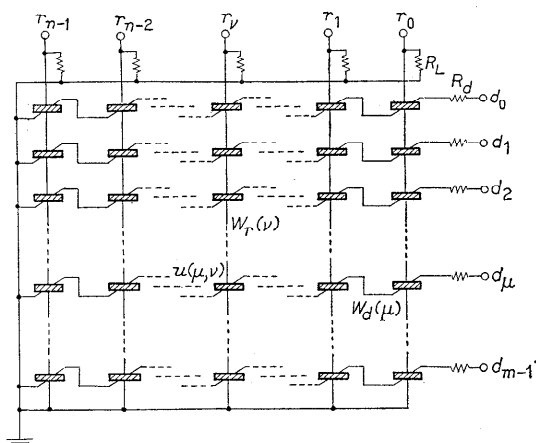 r_{n-1} r_{n-2} r_ν r_1 r_0
R_L
R_d
d_0
d_1
d_2
W_r(ν)
u(μ,ν)
d_μ
W_d(μ)
d_{m-1}